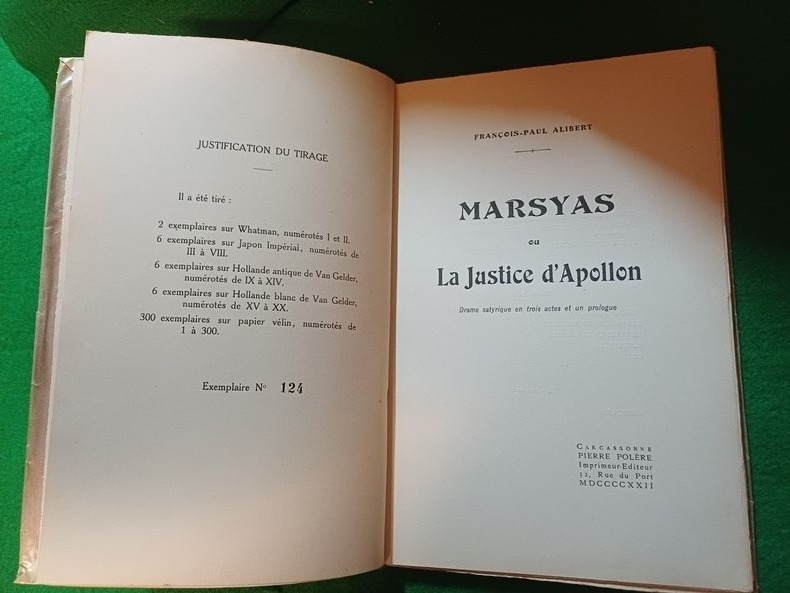 JUSTIFICATION DU TIRAGE
Il a été tiré :
2 exemplaires sur Whatman, numérotés I et II.
6 exemplaires sur Japon Impérial, numérotés de
III à VIII.
6 exemplaires sur Hollande antique de Van Gelder,
numérotés de IX à XIV.
6 exemplaires sur Hollande blanc de Van Gelder,
numérotés de XV à XX.
300 exemplaires sur papier vélin, numérotés de
1 à 300.
Exemplaire No 124
FRANÇOIS-PAUL ALIBERT
MARSYAS
ou
La Justice d'Apollon
Drame satyrique en trois actes et un prologue
CARCASSONNE
PIERRE POLÈRE
Imprimeur-Editeur
32, Rue du Port
MDCCCCXXII